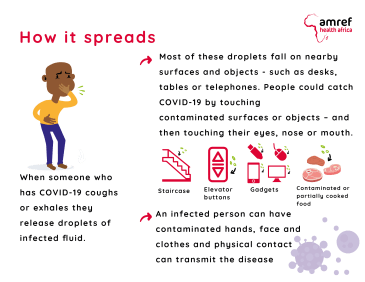 amref
health africa
How it spreads
Most of these droplets fall on nearby
surfaces and objects - such as desks,
tables or telephones. People could catch
COVID-19 by touching
contaminated surfaces or objects – and
then touching their eyes, nose or mouth.
When someone who
has COVID-19 coughs
or exhales they
release droplets of
infected fluid.
Staircase
Elevator
buttons
Gadgets
Contaminated or
partially cooked
food
An infected person can have
contaminated hands, face and
clothes and physical contact
can transmit the disease